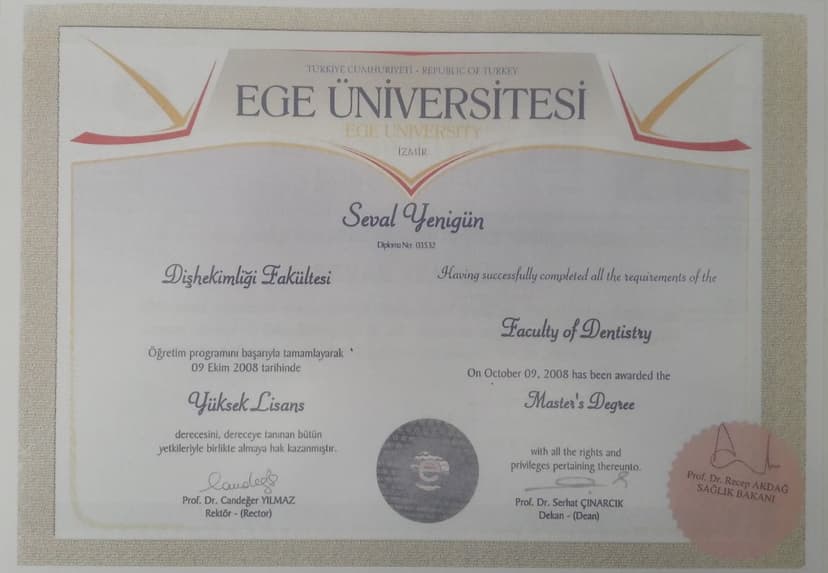 TÜRKİYE CUMHURİYETİ - REPUBLIC OF TURKEY
EGE ÜNİVERSİTESİ
EGE UNIVERSITY
İZMİR
Seval Yenigün
Diploma No: 03532
Dişhekimliği Fakültesi
Öğretim programını başarıyla tamamlayarak
09 Ekim 2008 tarihinde
Yüksek Lisans
derecesini, dereceye tanınan bütün
yetkileriyle birlikte almaya hak kazanmıştır.
Prof. Dr. Candeğer YILMAZ
Rektör - (Rector)
Having successfully completed all the requirements of the
Faculty of Dentistry
On October 09, 2008 has been awarded the
Master's Degree
with all the rights and
privileges pertaining thereunto.
Prof. Dr. Serhat ÇINARCIK
Dekan - (Dean)
Prof. Dr. Recep AKDAĞ
SAĞLIK BAKANI